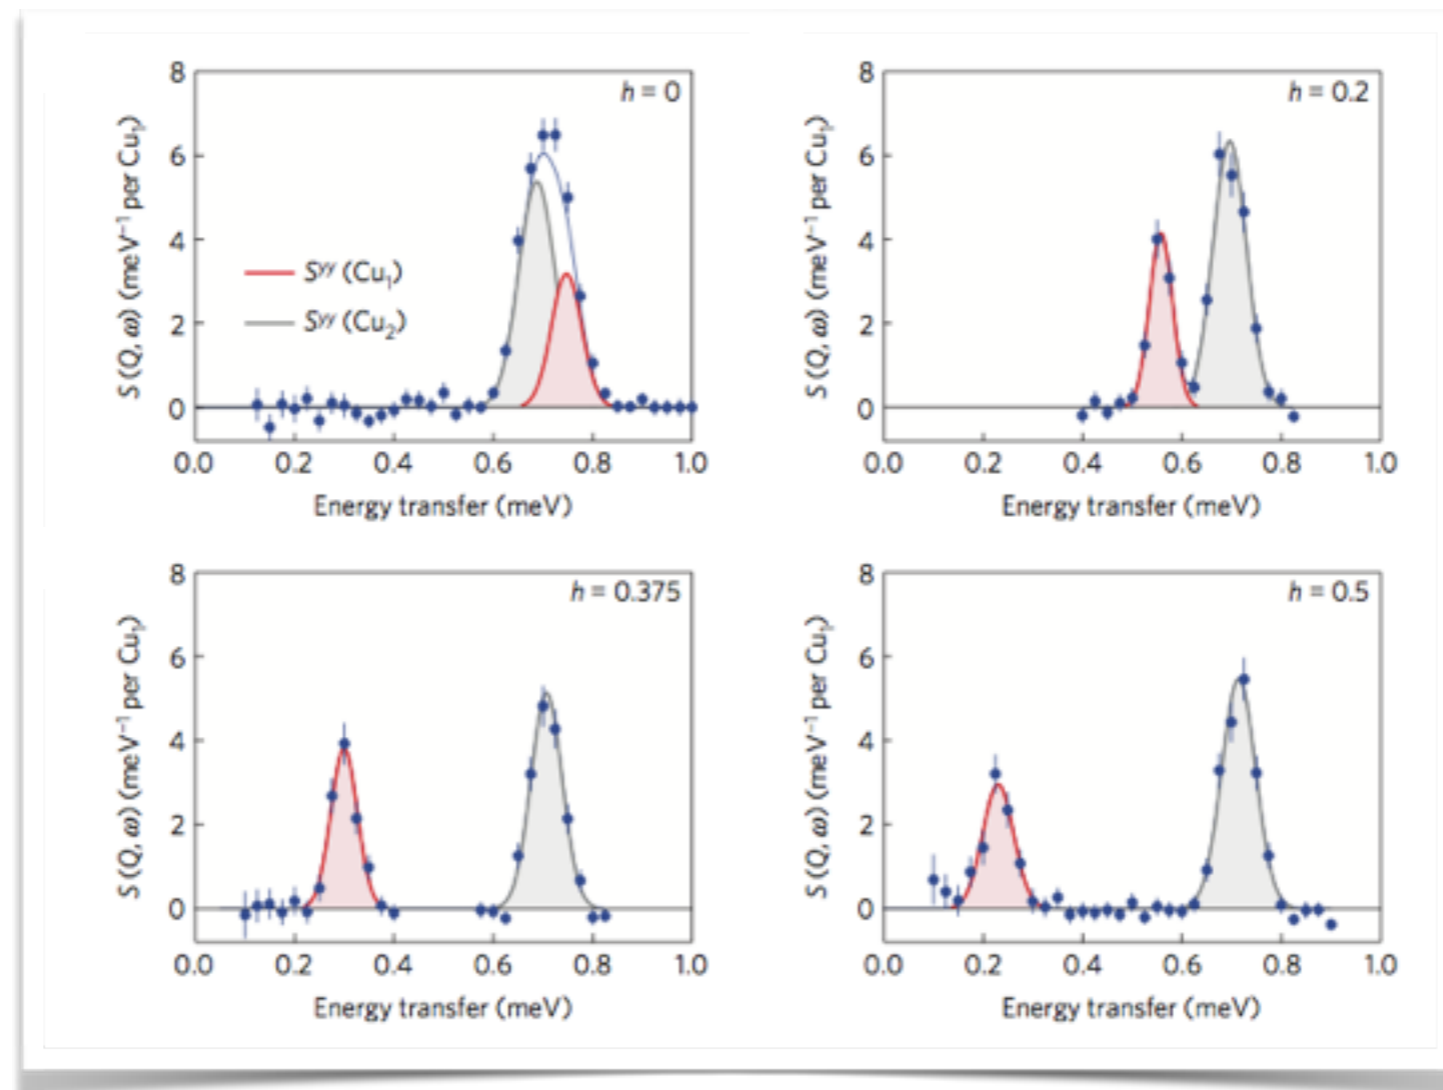 8
h = 0
6
4
2
0
S^yy (Cu₁)
S^yy (Cu₂)
S (Q, ω) (meV⁻¹ per Cu₁)
0.0 0.2 0.4 0.6 0.8 1.0
Energy transfer (meV)
8
h = 0.2
6
4
2
0
S (Q, ω) (meV⁻¹ per Cu₁)
0.0 0.2 0.4 0.6 0.8 1.0
Energy transfer (meV)
8
h = 0.375
6
4
2
0
S (Q, ω) (meV⁻¹ per Cu₁)
0.0 0.2 0.4 0.6 0.8 1.0
Energy transfer (meV)
8
h = 0.5
6
4
2
0
S (Q, ω) (meV⁻¹ per Cu₁)
0.0 0.2 0.4 0.6 0.8 1.0
Energy transfer (meV)